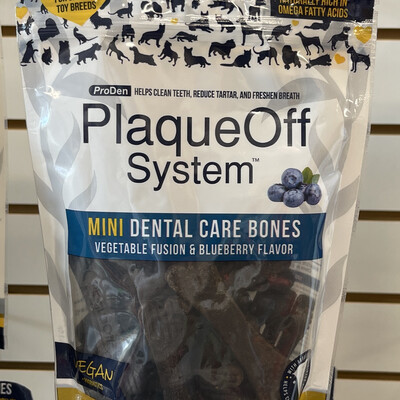 TOY BREEDS
NATURALLY RICH IN
OMEGA FATTY ACIDS
ProDen HELPS CLEAN TEETH, REDUCE TARTAR, AND FRESHEN BREATH
PlaqueOff
System™
MINI DENTAL CARE BONES
VEGETABLE FUSION & BLUEBERRY FLAVOR
VEGAN